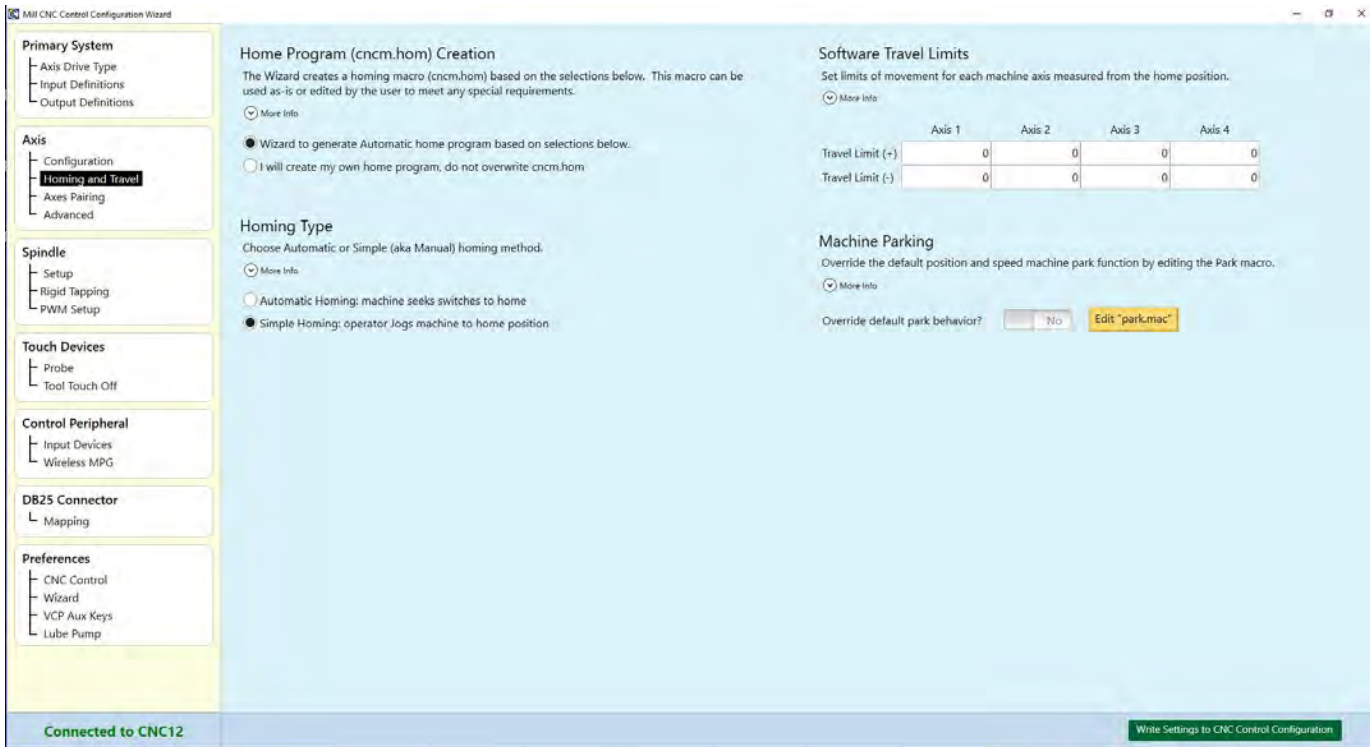 Mill CNC Control Configuration Wizard
Primary System
Axis Drive Type
Input Definitions
Output Definitions
Axis
Configuration
Homing and Travel
Axes Pairing
Advanced
Spindle
Setup
Rigid Tapping
PWM Setup
Touch Devices
Probe
Tool Touch Off
Control Peripheral
Input Devices
Wireless MPG
DB25 Connector
Mapping
Preferences
CNC Control
Wizard
VCP Aux Keys
Lube Pump
Connected to CNC12
Home Program (cncm.hom) Creation
The Wizard creates a homing macro (cncm.hom) based on the selections below. This macro can be
used as-is or edited by the user to meet any special requirements.
More Info
Wizard to generate Automatic home program based on selections below.
I will create my own home program, do not overwrite cncm.hom
Homing Type
Choose Automatic or Simple (aka Manual) homing method.
More Info
Automatic Homing: machine seeks switches to home
Simple Homing: operator Jogs machine to home position
Software Travel Limits
Set limits of movement for each machine axis measured from the home position.
More Info
Axis 1 Axis 2 Axis 3 Axis 4
Travel Limit (+) 0 0 0 0
Travel Limit (-) 0 0 0 0
Machine Parking
Override the default position and speed machine park function by editing the Park macro.
More Info
Override default park behavior? No Edit "park.mac"
Write Settings to CNC Control Configuration